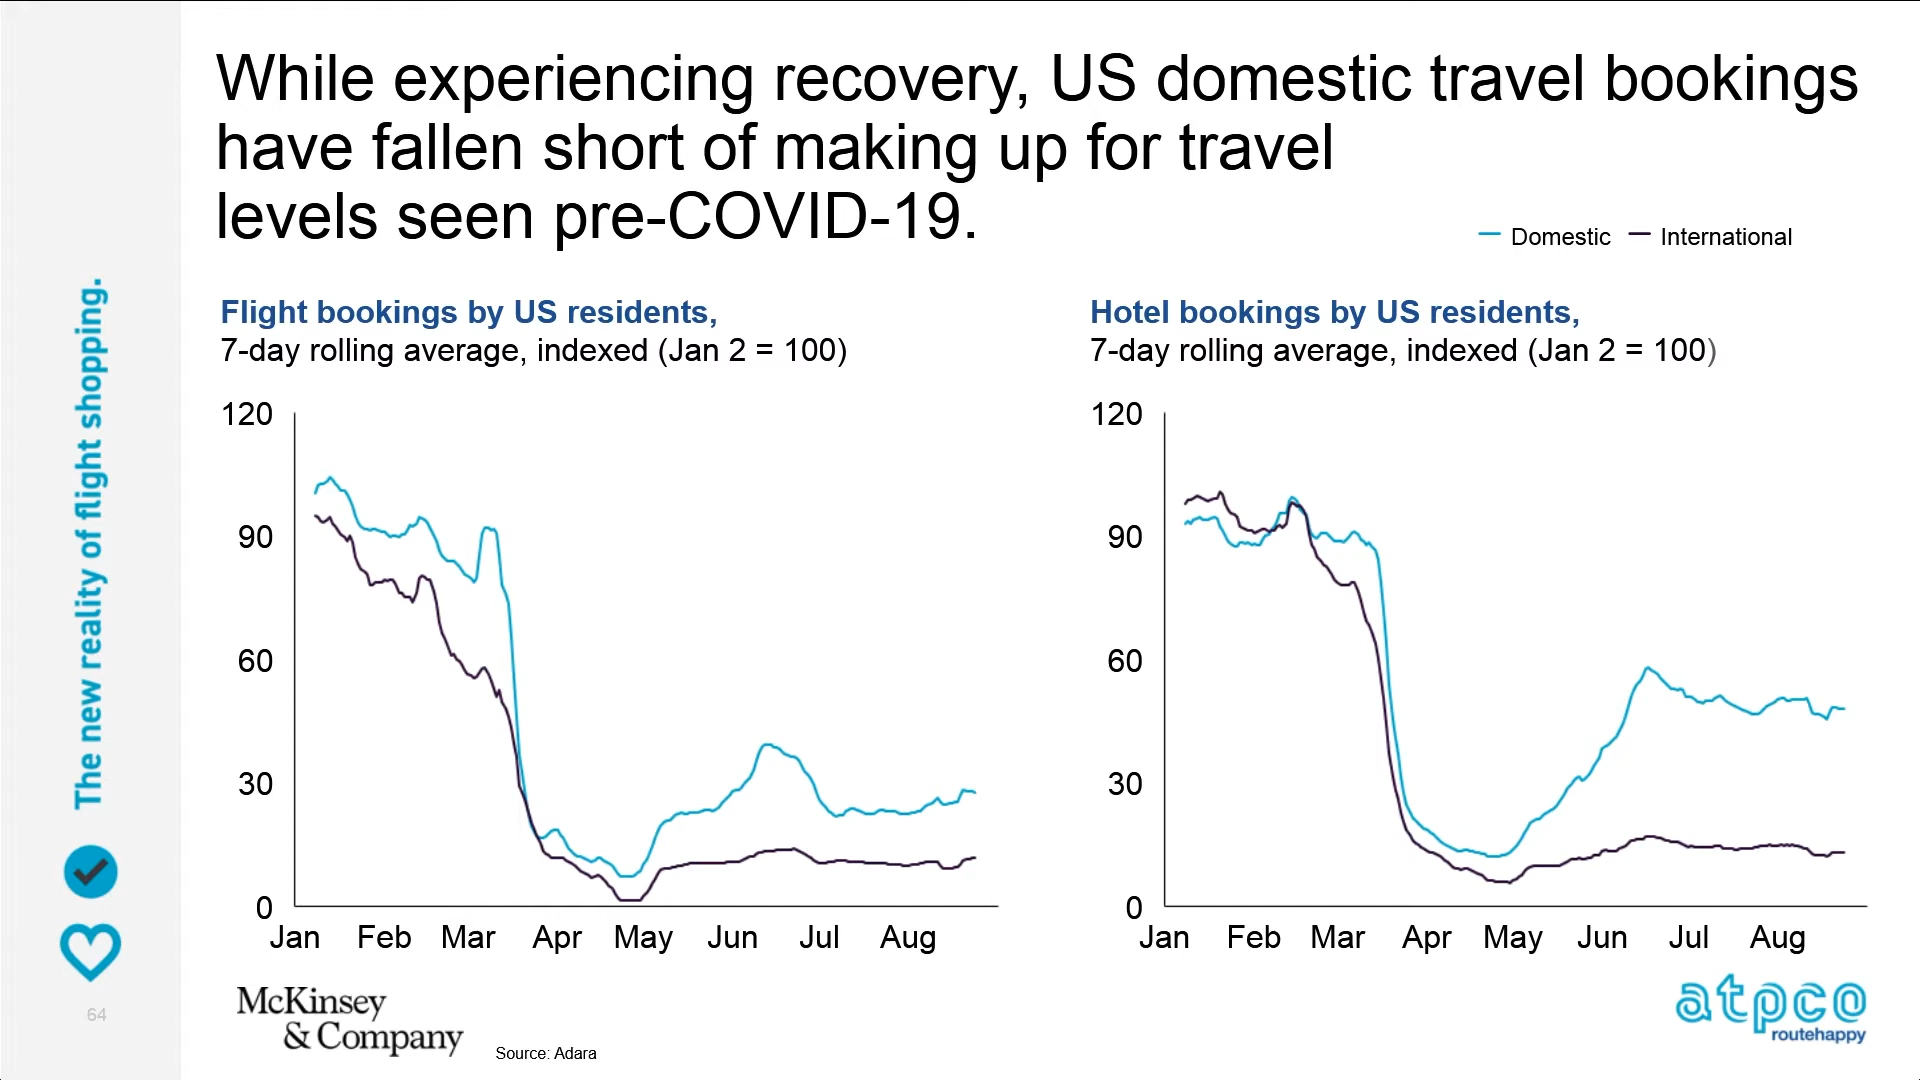 While experiencing recovery, US domestic travel bookings
have fallen short of making up for travel
levels seen pre-COVID-19.
Domestic International
Flight bookings by US residents,
7-day rolling average, indexed (Jan 2 = 100)
120
90
60
30
0
Jan Feb Mar Apr May Jun Jul Aug
Hotel bookings by US residents,
7-day rolling average, indexed (Jan 2 = 100)
120
90
60
30
0
Jan Feb Mar Apr May Jun Jul Aug
The new reality of flight shopping.
64
McKinsey
& Company
Source: Adara
atpco
routehappy